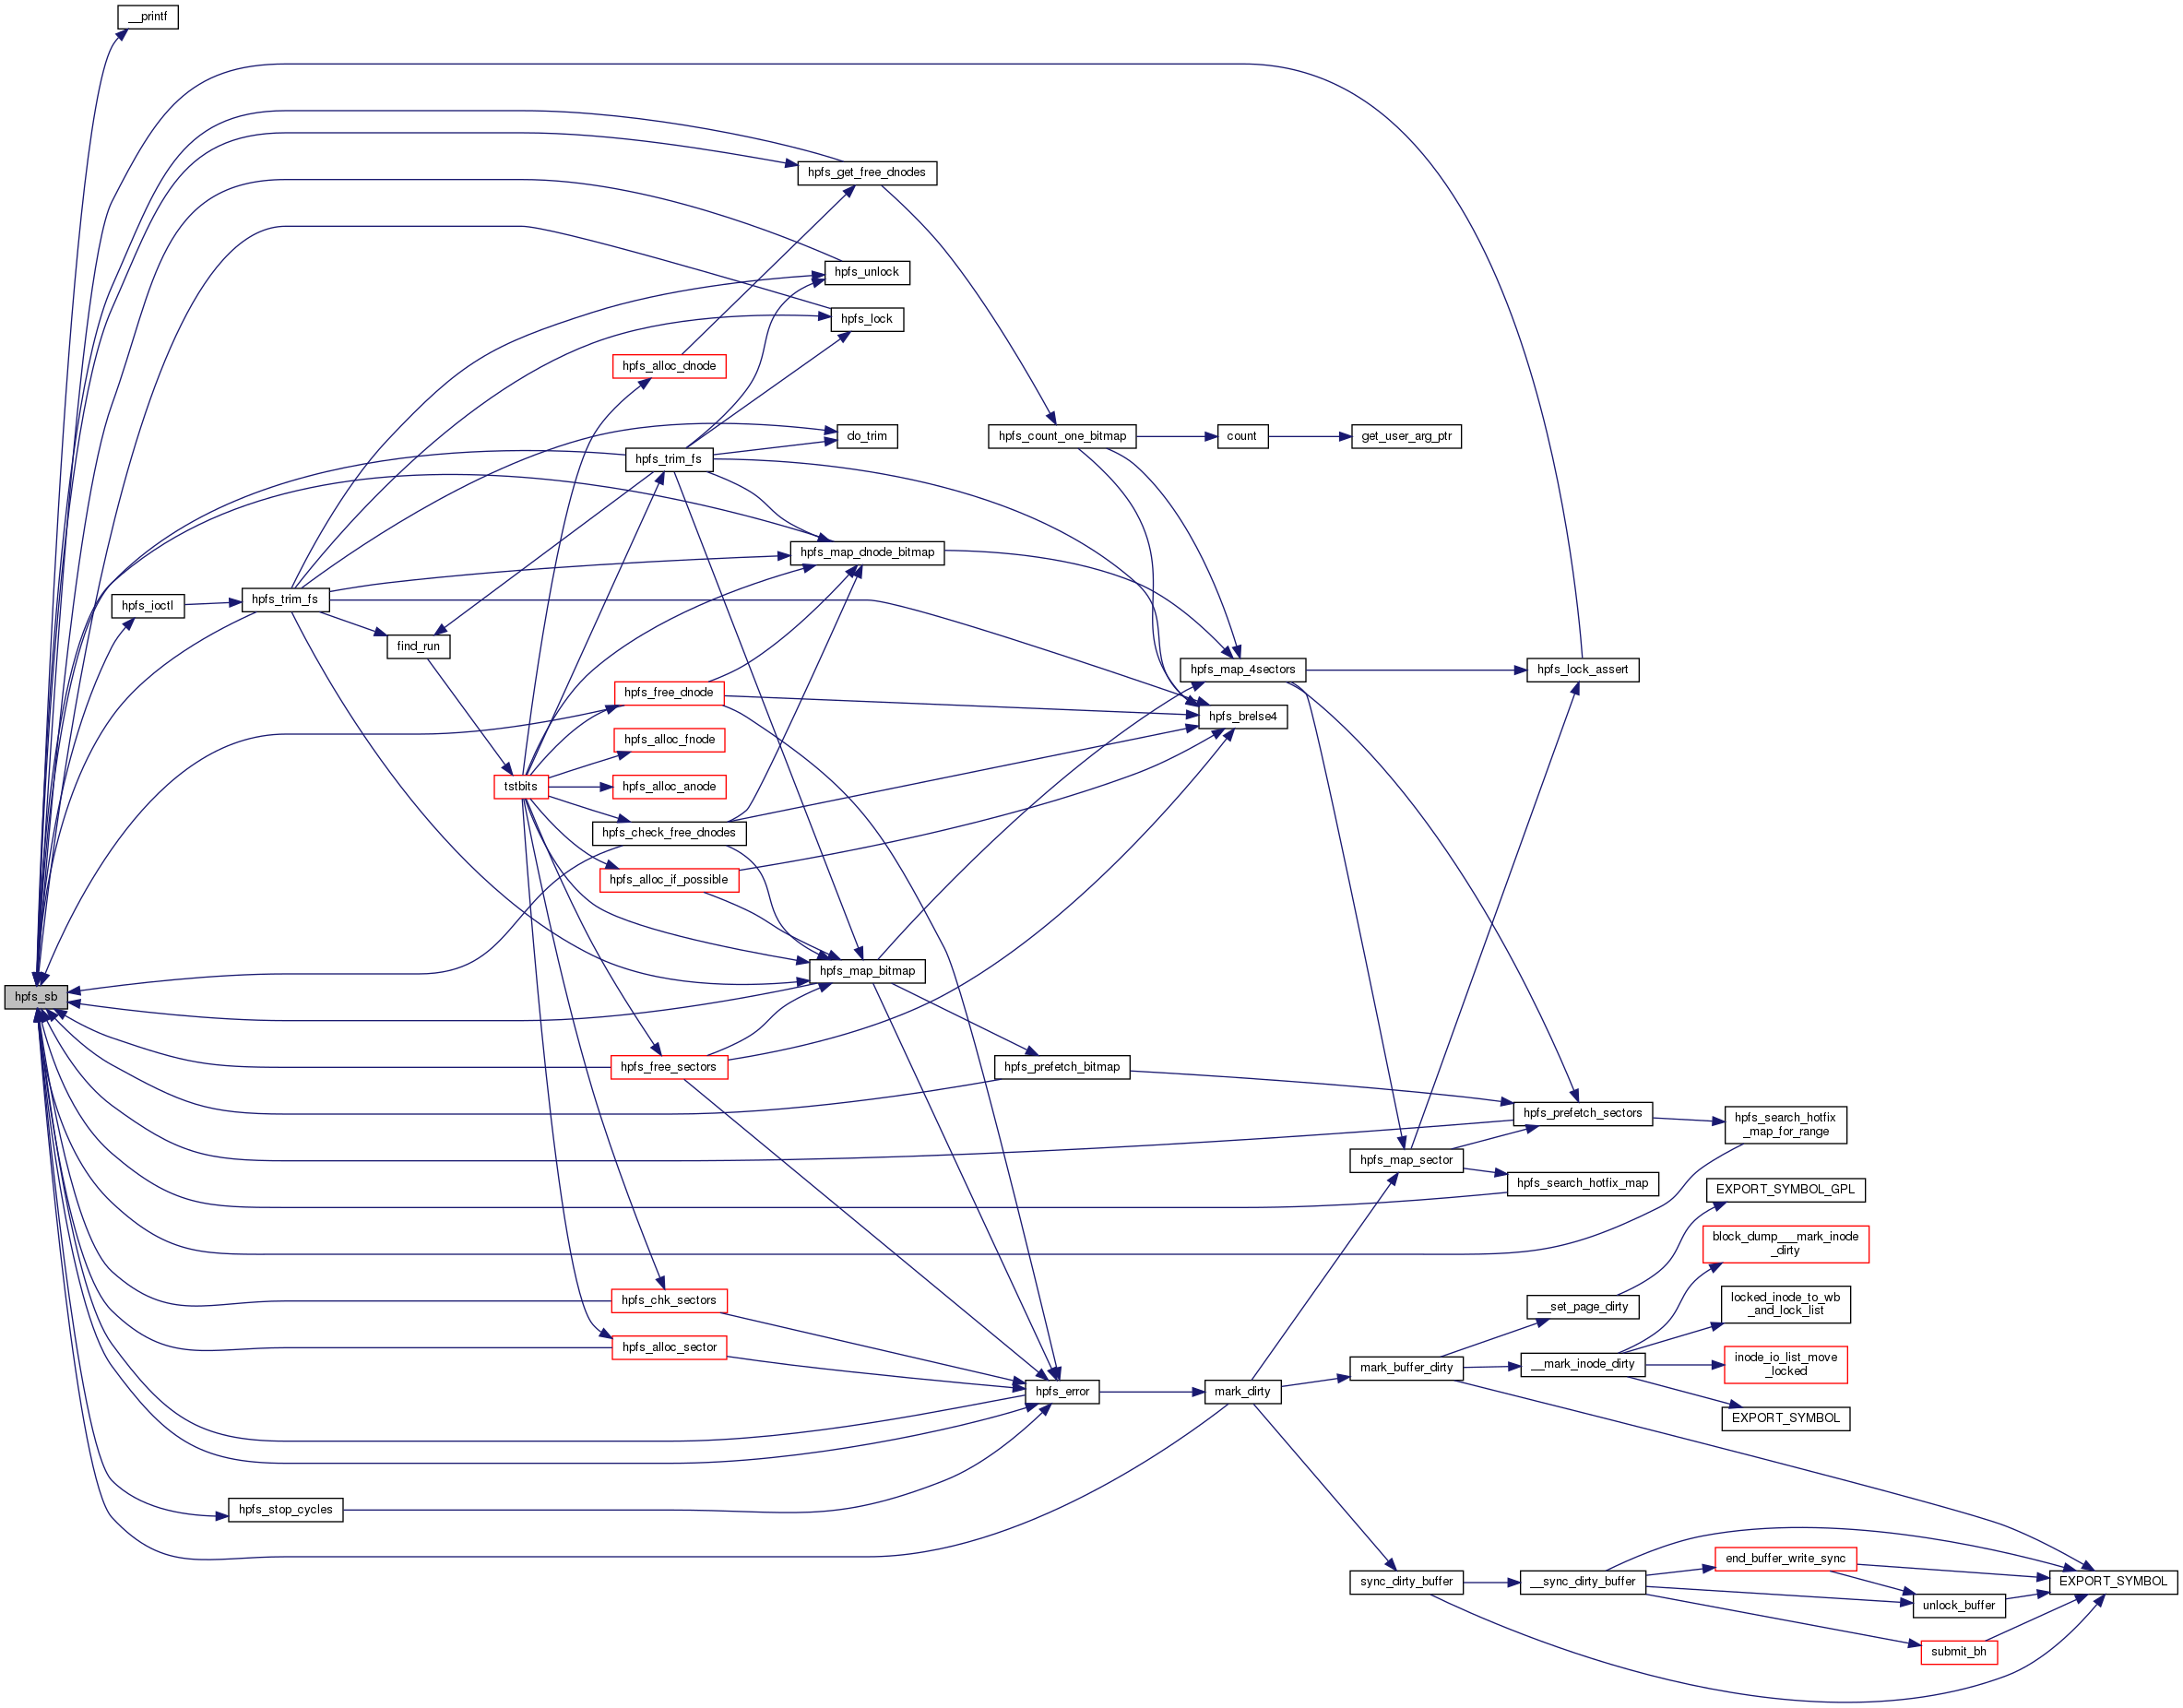 __printf
hpfs_get_free_dnodes
hpfs_unlock
hpfs_lock
hpfs_alloc_dnode
do_trim
hpfs_count_one_bitmap
count
get_user_arg_ptr
hpfs_trim_fs
hpfs_map_dnode_bitmap
hpfs_ioctl
hpfs_trim_fs
find_run
hpfs_map_4sectors
hpfs_lock_assert
hpfs_free_dnode
hpfs_brelse4
hpfs_alloc_fnode
tstbits
hpfs_alloc_anode
hpfs_check_free_dnodes
hpfs_alloc_if_possible
hpfs_map_bitmap
hpfs_sb
hpfs_free_sectors
hpfs_prefetch_bitmap
hpfs_prefetch_sectors
hpfs_search_hotfix
_map_for_range
hpfs_map_sector
hpfs_search_hotfix_map
EXPORT_SYMBOL_GPL
block_dump___mark_inode
_dirty
hpfs_chk_sectors
__set_page_dirty
locked_inode_to_wb
_and_lock_list
hpfs_alloc_sector
mark_buffer_dirty
__mark_inode_dirty
inode_io_list_move
_locked
hpfs_error
mark_dirty
EXPORT_SYMBOL
hpfs_stop_cycles
end_buffer_write_sync
sync_dirty_buffer
__sync_dirty_buffer
EXPORT_SYMBOL
unlock_buffer
submit_bh